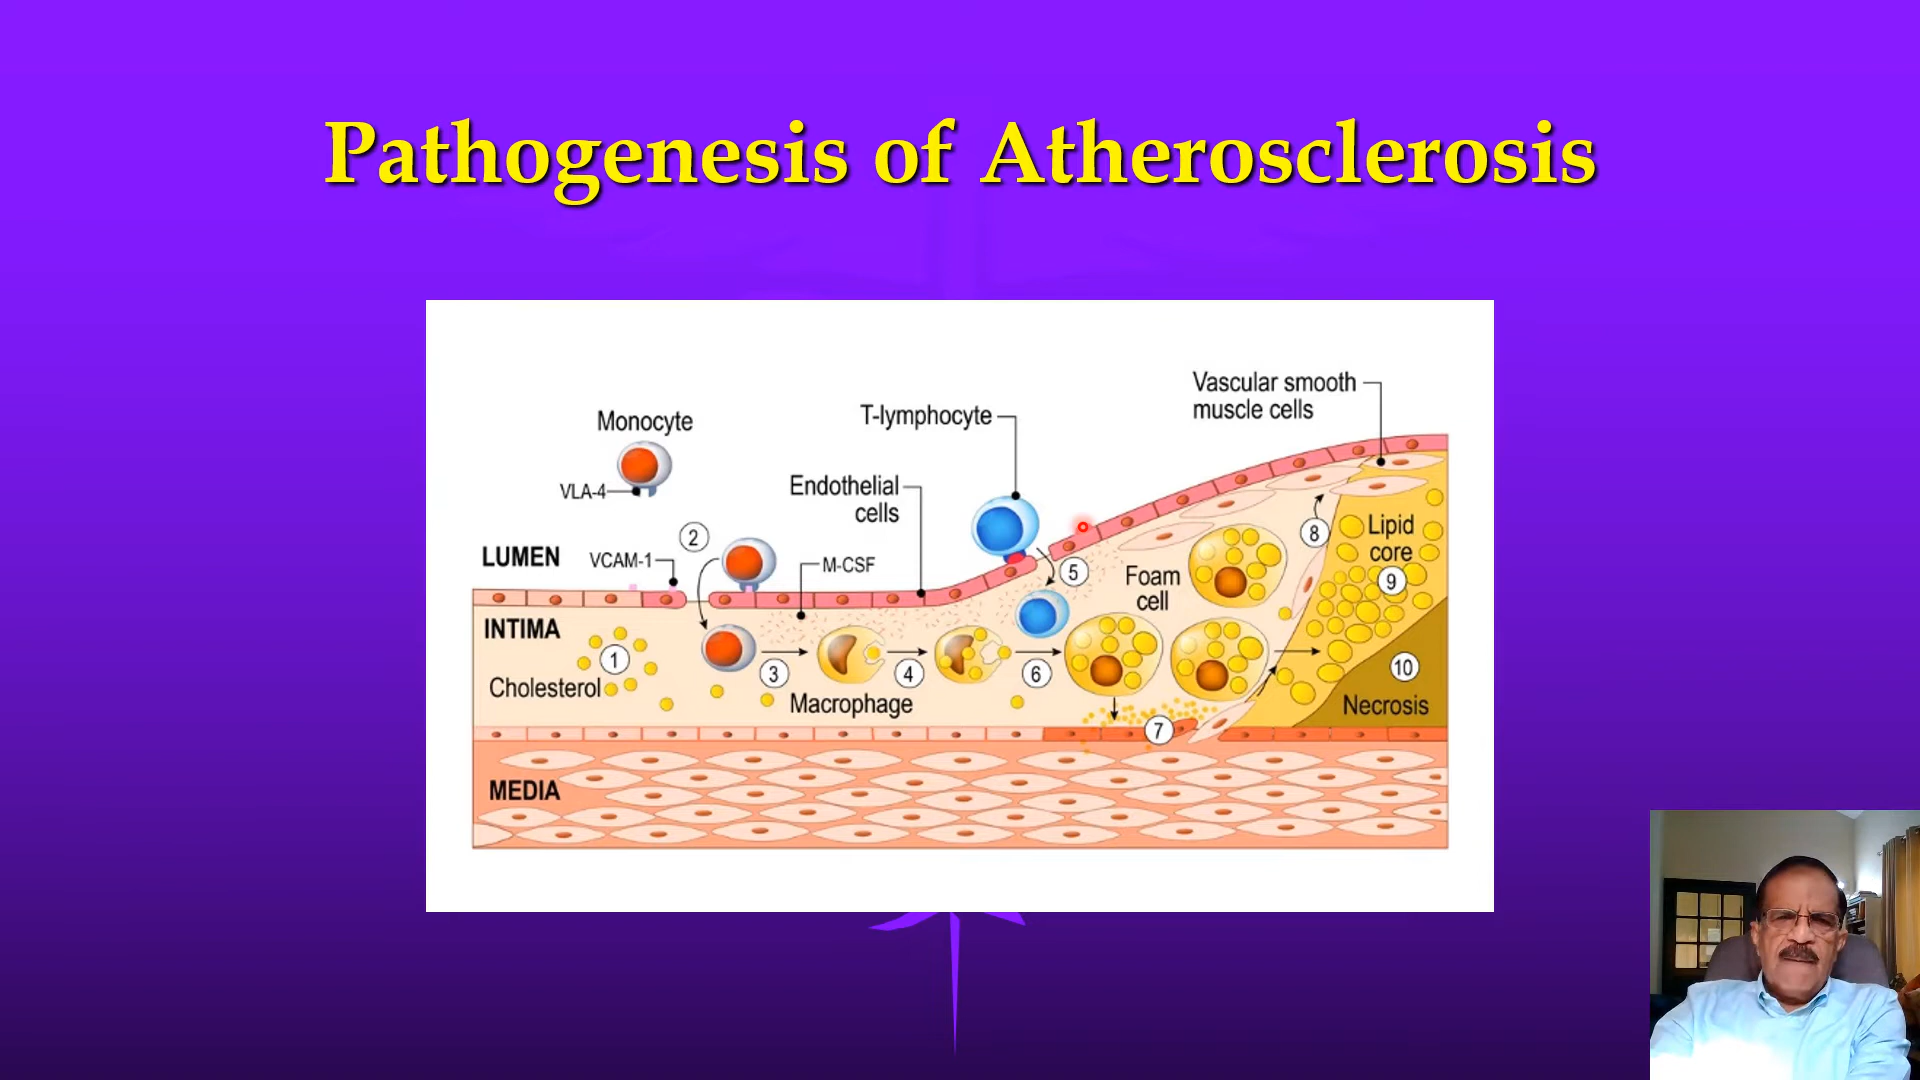 Pathogenesis of Atherosclerosis
Vascular smooth
muscle cells
Monocyte
T-lymphocyte
VLA-4
Endothelial
cells
Lipid
core
LUMEN
VCAM-1
2
M-CSF
5
8
9
Foam
cell
INTIMA
1
Cholesterol
3
Macrophage
4
6
7
10
Necrosis
MEDIA